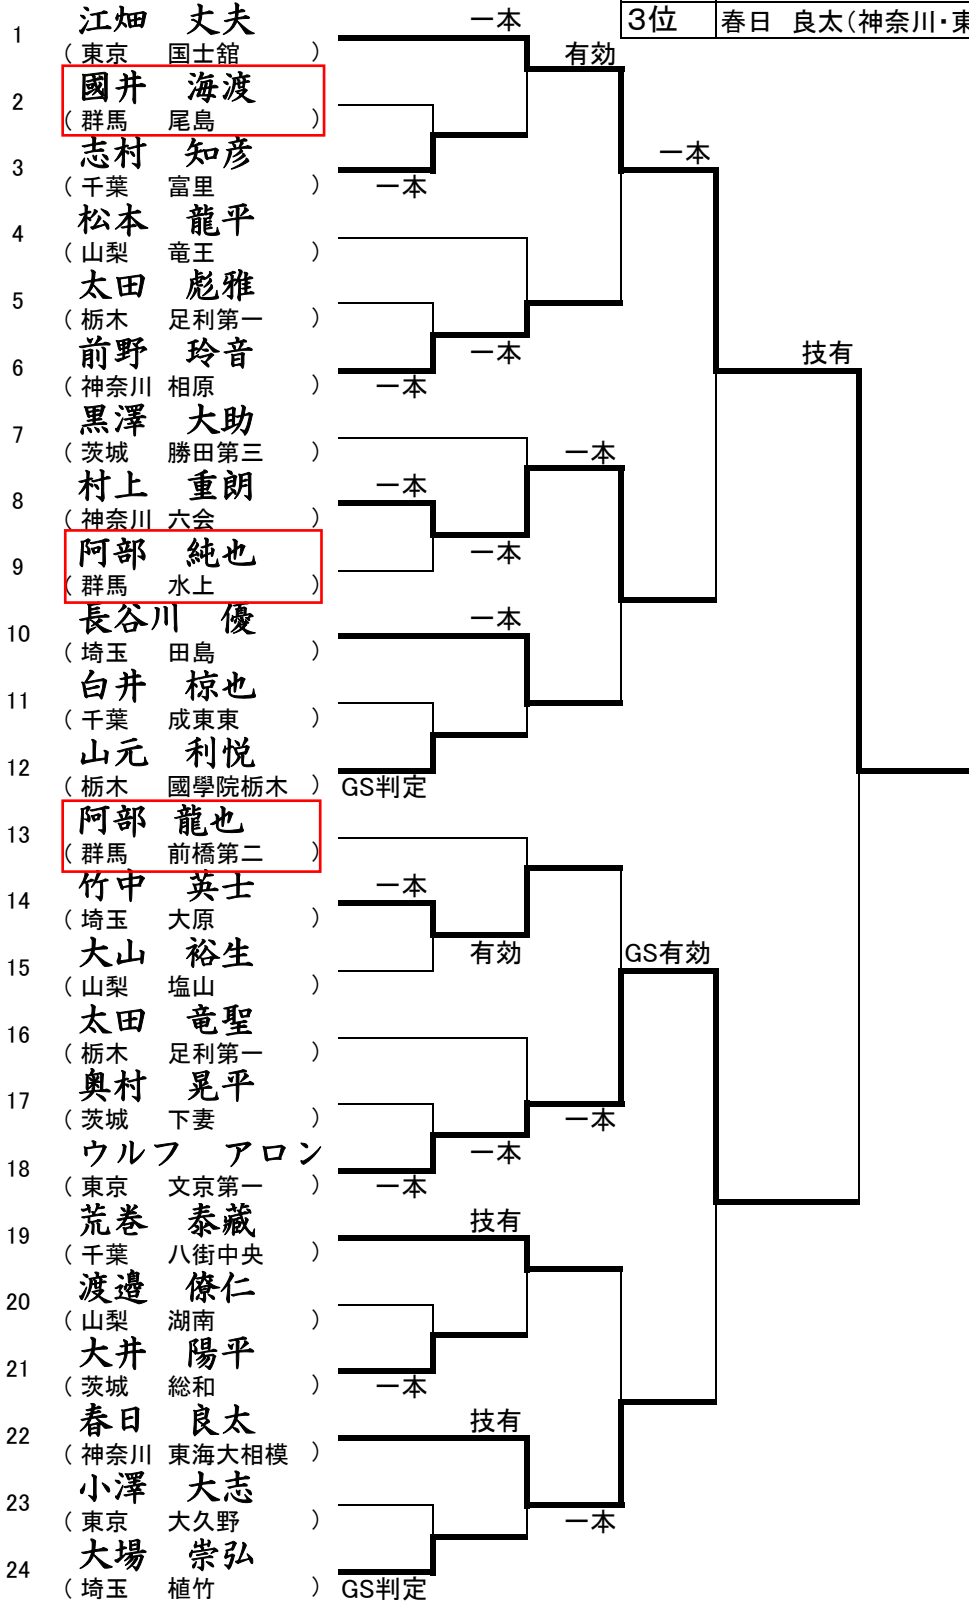 3位 春日 良太(神奈川・東
1 江畑 丈夫
(東京 国士舘 )
2 國井 海渡
(群馬 尾島 )
3 志村 知彦
(千葉 富里 )
4 松本 龍平
(山梨 竜王 )
5 太田 彪雅
(栃木 足利第一 )
6 前野 玲音
(神奈川 相原 )
7 黒澤 大助
(茨城 勝田第三 )
8 村上 重朗
(神奈川 六会 )
9 阿部 純也
(群馬 水上 )
10 長谷川 優
(埼玉 田島 )
11 白井 椋也
(千葉 成東東 )
12 山元 利悦
(栃木 國學院栃木 )
13 阿部 龍也
(群馬 前橋第二 )
14 竹中 英士
(埼玉 大原 )
15 大山 裕生
(山梨 塩山 )
16 太田 竜聖
(栃木 足利第一 )
17 奥村 晃平
(茨城 下妻 )
18 ウルフ アロン
(東京 文京第一 )
19 荒巻 泰蔵
(千葉 八街中央 )
20 渡邉 僚仁
(山梨 湖南 )
21 大井 陽平
(茨城 総和 )
22 春日 良太
(神奈川 東海大相模 )
23 小澤 大志
(東京 大久野 )
24 大場 崇弘
(埼玉 植竹 )
一本
一本
一本
一本
GS判定
一本
一本
一本
GS判定
一本
一本
一本
一本
有効
一本
技有
技有
有効
一本
一本
一本
一本
GS有効
技有